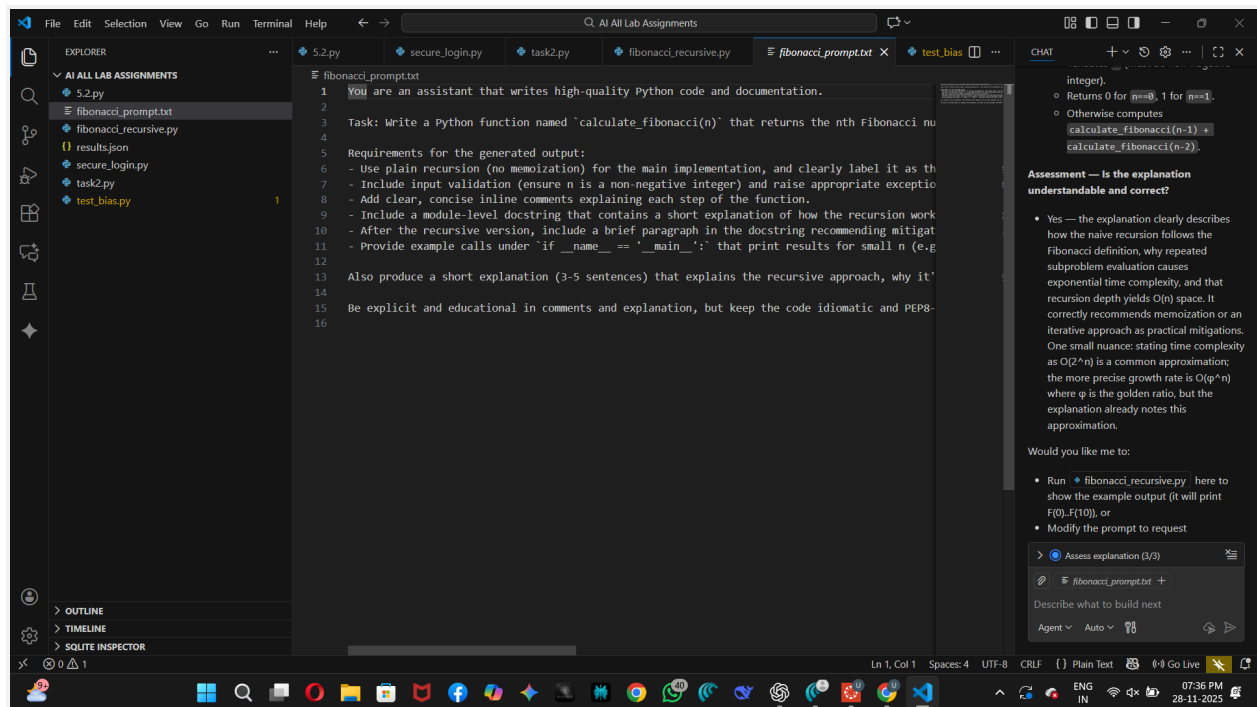 File Edit Selection View Go Run Terminal Help
AI All Lab Assignments
EXPLORER
AI ALL LAB ASSIGNMENTS
5.2.py
fibonacci_prompt.txt
fibonacci_recursive.py
results.json
secure_login.py
task2.py
test_bias.py 1
OUTLINE
TIMELINE
SQLITE INSPECTOR
5.2.py secure_login.py task2.py fibonacci_recursive.py fibonacci_prompt.txt test_bias
fibonacci_prompt.txt
1 You are an assistant that writes high-quality Python code and documentation.
2
3 Task: Write a Python function named `calculate_fibonacci(n)` that returns the nth Fibonacci nu
4
5 Requirements for the generated output:
6 - Use plain recursion (no memoization) for the main implementation, and clearly label it as th
7 - Include input validation (ensure n is a non-negative integer) and raise appropriate exceptio
8 - Add clear, concise inline comments explaining each step of the function.
9 - Include a module-level docstring that contains a short explanation of how the recursion work
10 - After the recursive version, include a brief paragraph in the docstring recommending mitigat
11 - Provide example calls under `if __name__ == '__main__':` that print results for small n (e.g
12
13 Also produce a short explanation (3-5 sentences) that explains the recursive approach, why it'
14
15 Be explicit and educational in comments and explanation, but keep the code idiomatic and PEP8-
16
CHAT
integer).
Returns 0 for n==0, 1 for n==1.
Otherwise computes
calculate_fibonacci(n-1) +
calculate_fibonacci(n-2).
Assessment — Is the explanation
understandable and correct?
Yes — the explanation clearly describes
how the naive recursion follows the
Fibonacci definition, why repeated
subproblem evaluation causes
exponential time complexity, and that
recursion depth yields O(n) space. It
correctly recommends memoization or an
iterative approach as practical mitigations.
One small nuance: stating time complexity
as O(2^n) is a common approximation;
the more precise growth rate is O(φ^n)
where φ is the golden ratio, but the
explanation already notes this
approximation.
Would you like me to:
Run fibonacci_recursive.py here to
show the example output (it will print
F(0)..F(10)), or
Modify the prompt to request
Assess explanation (3/3)
fibonacci_prompt.txt
Describe what to build next
Agent Auto
0 1 Ln 1, Col 1 Spaces: 4 UTF-8 CRLF {} Plain Text Go Live
9+ 40 U U ENG 07:36 PM
IN 28-11-2025